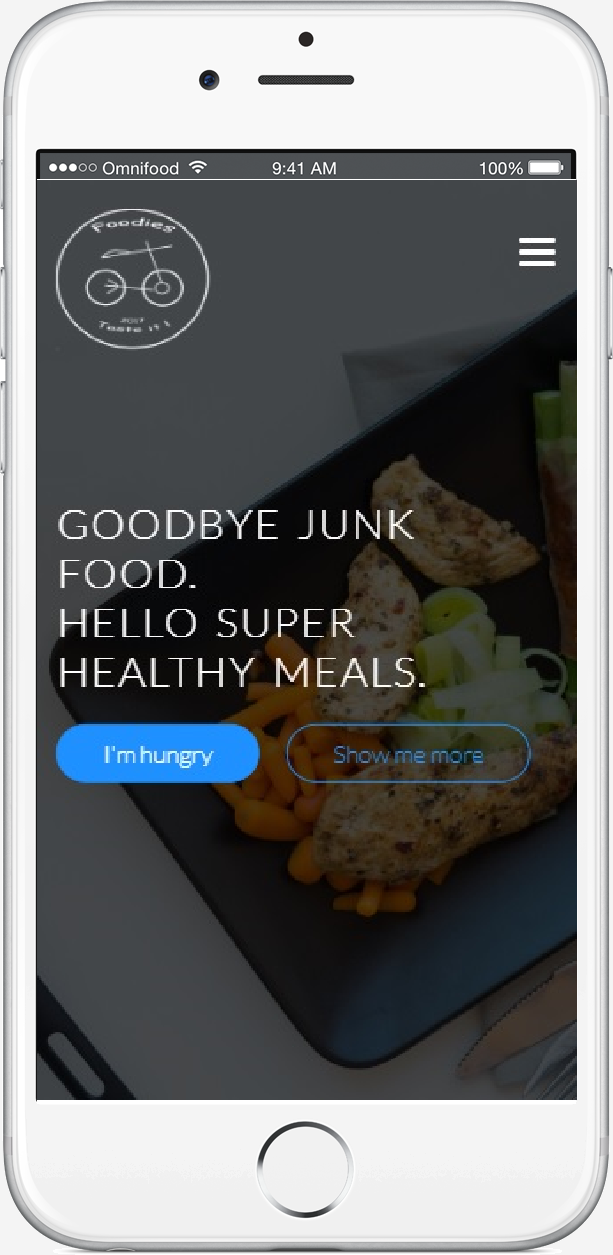 Omnifood 9:41 AM 100%
Foodies
JUST
Taste it !
GOODBYE JUNK
FOOD.
HELLO SUPER
HEALTHY MEALS.
I'm hungry Show me more